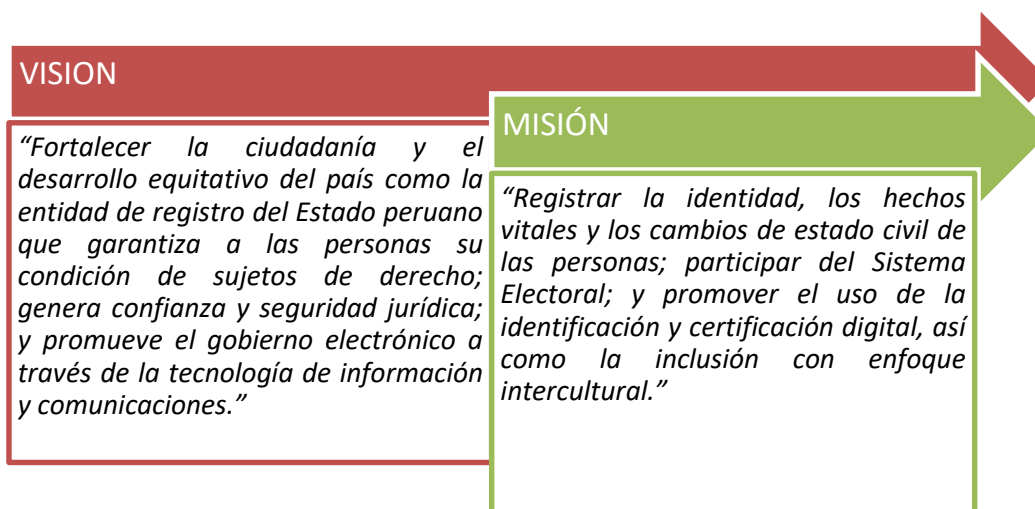 VISION
“Fortalecer la ciudadanía y el
desarrollo equitativo del país como la
entidad de registro del Estado peruano
que garantiza a las personas su
condición de sujetos de derecho;
genera confianza y seguridad jurídica;
y promueve el gobierno electrónico a
través de la tecnología de información
y comunicaciones.”
MISIÓN
“Registrar la identidad, los hechos
vitales y los cambios de estado civil de
las personas; participar del Sistema
Electoral; y promover el uso de la
identificación y certificación digital, así
como la inclusión con enfoque
intercultural.”